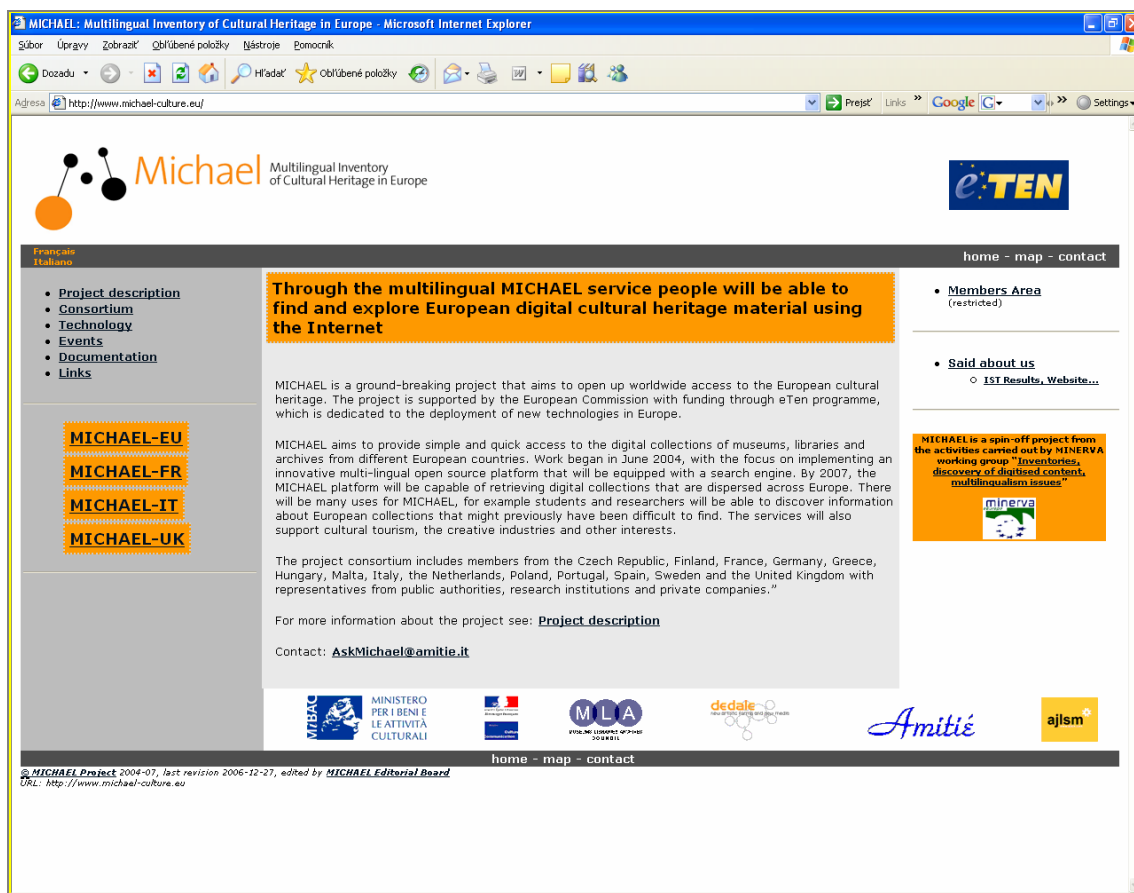 MICHAEL: Multilingual Inventory of Cultural Heritage in Europe - Microsoft Internet Explorer
Súbor Úpravy Zobraziť Obľúbené položky Nástroje Pomocník
Dozadu Hľadať Obľúbené položky
Adresa http://www.michael-culture.eu/ Prejsť Links » Google G » Settings
Michael Multilingual Inventory
of Cultural Heritage in Europe
e TEN
Français
Italiano
home - map - contact
Project description
Consortium
Technology
Events
Documentation
Links
MICHAEL-EU
MICHAEL-FR
MICHAEL-IT
MICHAEL-UK
Through the multilingual MICHAEL service people will be able to
find and explore European digital cultural heritage material using
the Internet
MICHAEL is a ground-breaking project that aims to open up worldwide access to the European cultural
heritage. The project is supported by the European Commission with funding through eTen programme,
which is dedicated to the deployment of new technologies in Europe.
MICHAEL aims to provide simple and quick access to the digital collections of museums, libraries and
archives from different European countries. Work began in June 2004, with the focus on implementing an
innovative multi-lingual open source platform that will be equipped with a search engine. By 2007, the
MICHAEL platform will be capable of retrieving digital collections that are dispersed across Europe. There
will be many uses for MICHAEL, for example students and researchers will be able to discover information
about European collections that might previously have been difficult to find. The services will also
support cultural tourism, the creative industries and other interests.
The project consortium includes members from the Czech Republic, Finland, France, Germany, Greece,
Hungary, Malta, Italy, the Netherlands, Poland, Portugal, Spain, Sweden and the United Kingdom with
representatives from public authorities, research institutions and private companies.”
For more information about the project see: Project description
Contact: AskMichael@amitie.it
Members Area
(restricted)
Said about us
IST Results, Website...
MICHAEL is a spin-off project from
the activities carried out by MINERVA
working group "Inventories,
discovery of digitised content,
multilingualism issues"
minerva
MiBAC
MINISTERO
PER I BENI E
LE ATTIVITÀ
CULTURALI
MLA
MUSEUMS LIBRARIES ARCHIVES
COUNCIL
dedale
Amitié
ajlsm
home - map - contact
© MICHAEL Project 2004-07, last revision 2006-12-27, edited by MICHAEL Editorial Board
URL: http://www.michael-culture.eu